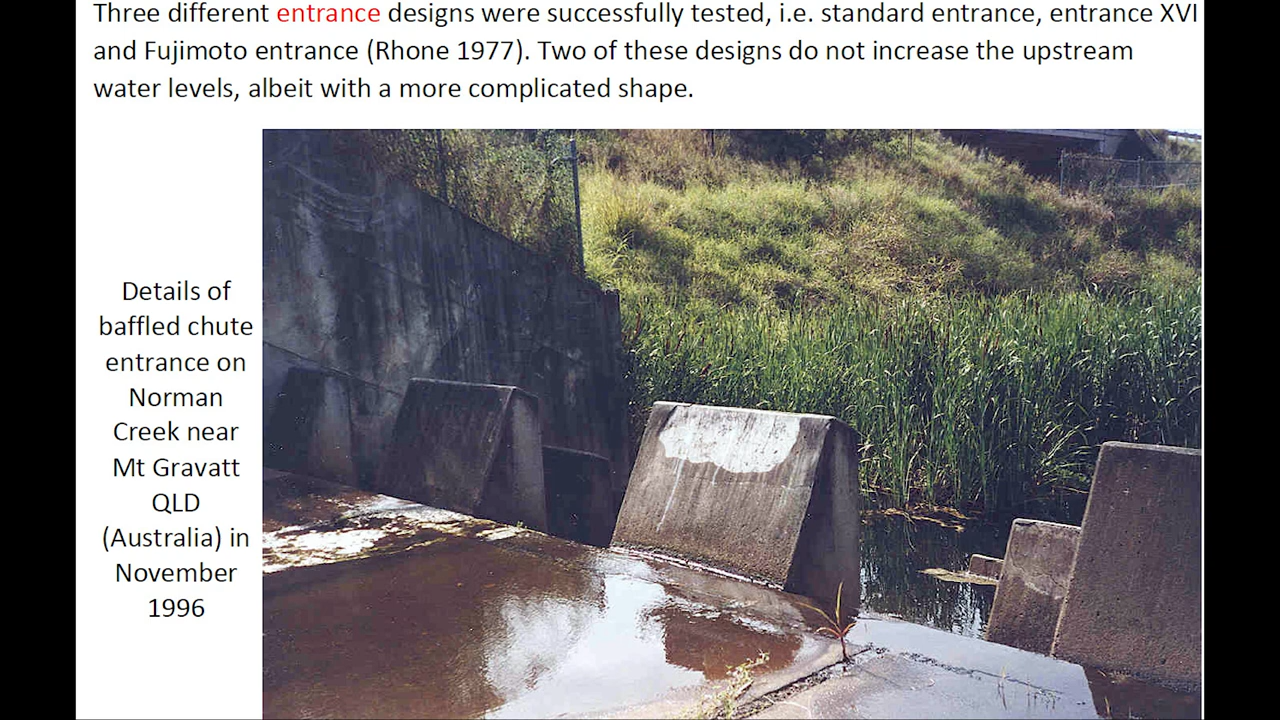 Three different entrance designs were successfully tested, i.e. standard entrance, entrance XVI
and Fujimoto entrance (Rhone 1977). Two of these designs do not increase the upstream
water levels, albeit with a more complicated shape.
Details of
baffled chute
entrance on
Norman
Creek near
Mt Gravatt
QLD
(Australia) in
November
1996